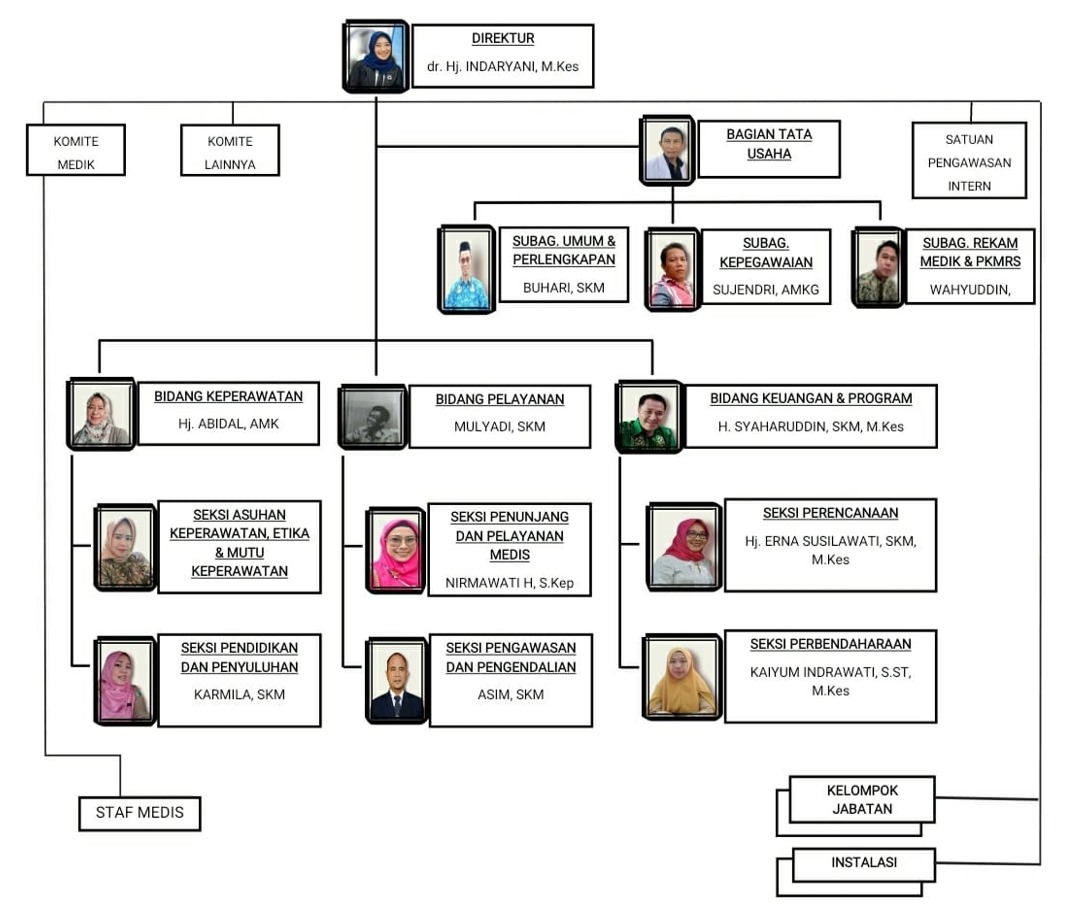 DIREKTUR
dr. Hj. INDARYANI, M.Kes
KOMITE
MEDIK
KOMITE
LAINNYA
BAGIAN TATA
USAHA
SATUAN
PENGAWASAN
INTERN
SUBAG. UMUM &
PERLENGKAPAN
BUHARI, SKM
SUBAG.
KEPEGAWAIAN
SUJENDRI, AMKG
SUBAG. REKAM
MEDIK & PKMRS
WAHYUDDIN,
BIDANG KEPERAWATAN
Hj. ABIDAL, AMK
BIDANG PELAYANAN
MULYADI, SKM
BIDANG KEUANGAN & PROGRAM
H. SYAHARUDDIN, SKM, M.Kes
SEKSI ASUHAN
KEPERAWATAN, ETIKA
& MUTU
KEPERAWATAN
SEKSI PENUNJANG
DAN PELAYANAN
MEDIS
NIRMAWATI H, S.Kep
SEKSI PERENCANAAN
Hj. ERNA SUSILAWATI, SKM,
M.Kes
SEKSI PENDIDIKAN
DAN PENYULUHAN
KARMILA, SKM
SEKSI PENGAWASAN
DAN PENGENDALIAN
ASIM, SKM
SEKSI PERBENDAHARAAN
KAIYUM INDRAWATI, S.ST,
M.Kes
STAF MEDIS
KELOMPOK
JABATAN
INSTALASI